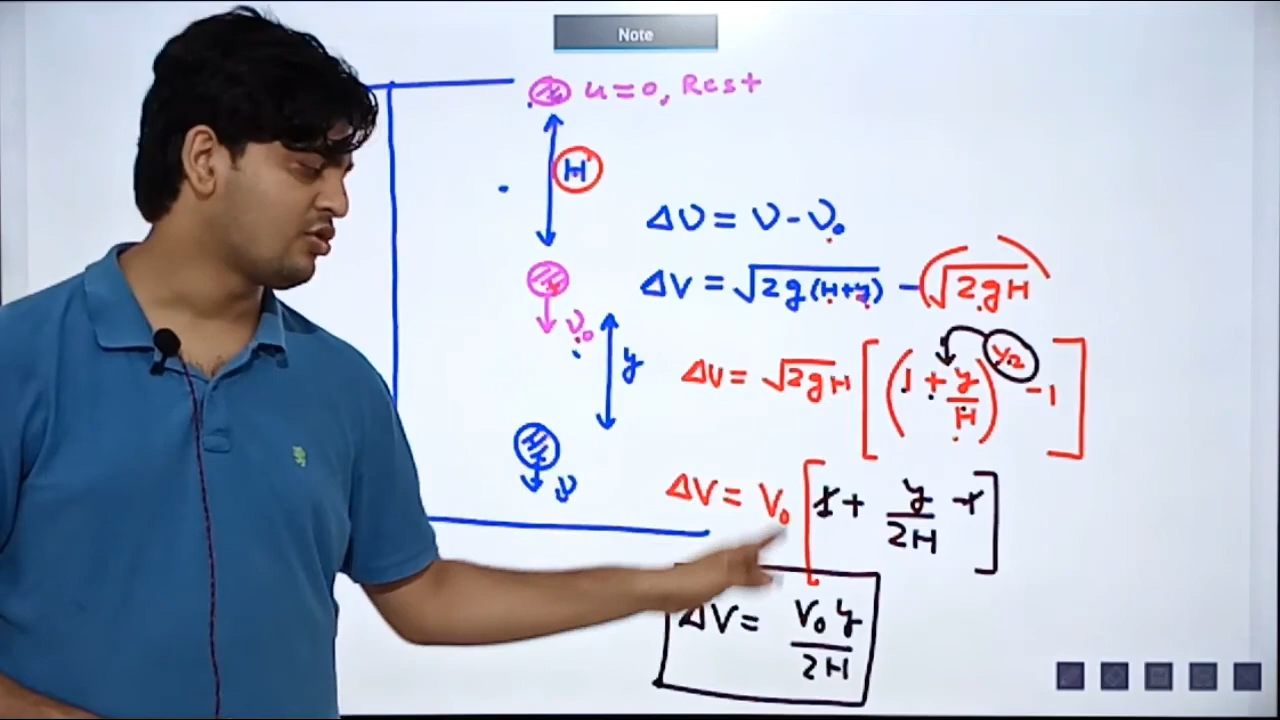 Note
u=0, Rest
H
Δv = v - v₀
ΔV = √2g(H+y) - (√2gH)
v₀
y
ΔV = √2gH [(1 + y/H)^1/2 - 1]
v
ΔV = V₀ [1 + y/2H - 1]
ΔV = V₀y/2H